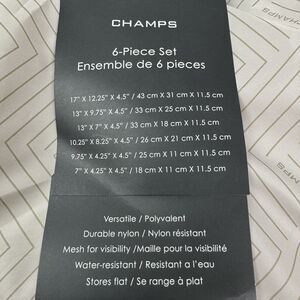 CHAMPS
6-Piece Set
Ensemble de 6 pieces
17" X 12.25" X 4.5" / 43 cm X 31 cm X 11.5 cm
13" X 9.75" X 4.5" / 33 cm X 25 cm X 11.5 cm
13" X 7" X 4.5" / 33 cm X 18 cm X 11.5 cm
10.25" X 8.25" X 4.5" / 26 cm X 21 cm X 11.5 cm
9.75" X 4.25" X 4.5" / 25 cm X 11 cm X 11.5 cm
7" X 4.25" X 4.5" / 18 cm X 11 cm X 11.5 cm
Versatile / Polyvalent
Durable nylon / Nylon résistant
Mesh for visibility /Maille pour la visibilité
Water-resistant / Resistant a l'eau
Stores flat / Se range à plat